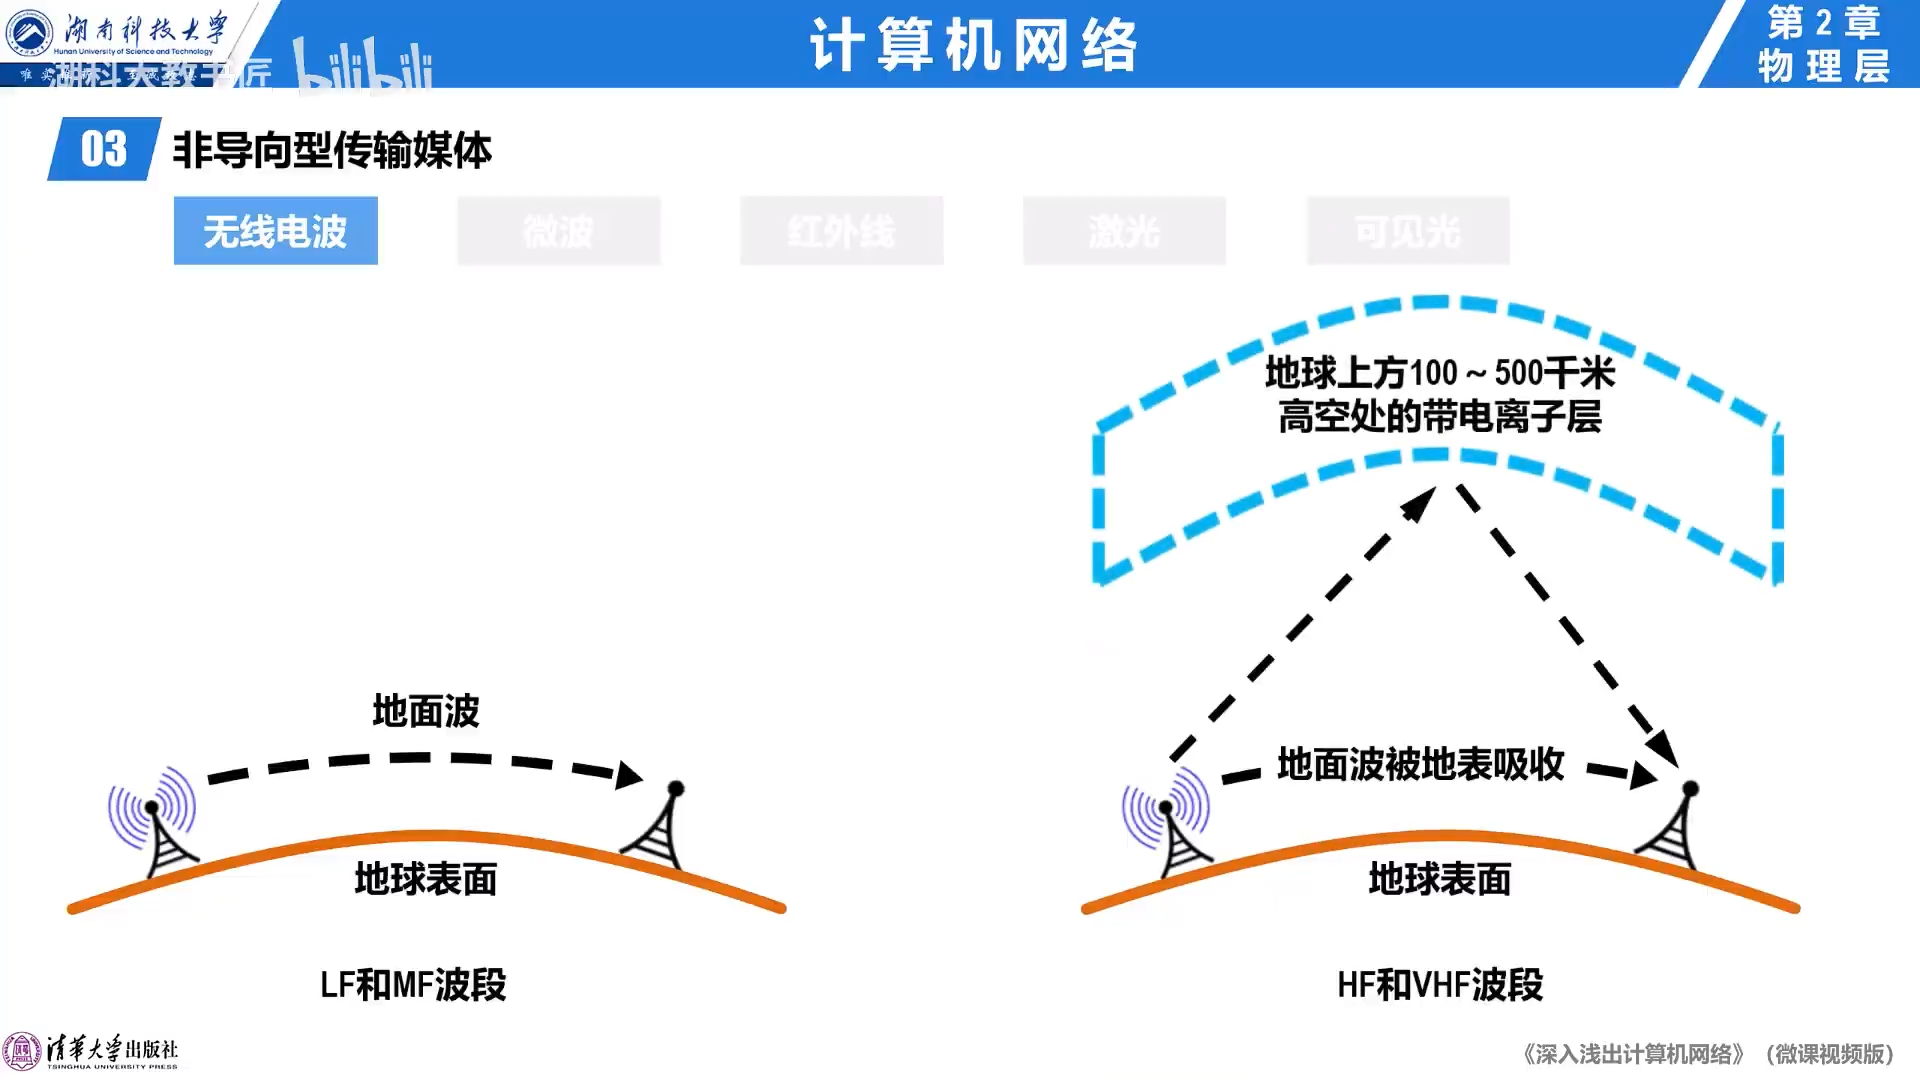 湖南科技大学
Hunan University of Science and Technology
湖科大教书匠 bilibili
计算机网络
第2章
物理层
03 非导向型传输媒体
无线电波 微波 红外线 激光 可见光
地球上方100～500千米
高空处的带电离子层
地面波
地面波被地表吸收
地球表面
地球表面
LF和MF波段
HF和VHF波段
清华大学出版社
TSINGHUA UNIVERSITY PRESS
《深入浅出计算机网络》（微课视频版）